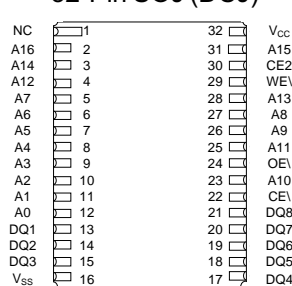 32-Pin SOJ (DCJ)
NC 1 32 VCC
A16 2 31 A15
A14 3 30 CE2
A12 4 29 WE\
A7 5 28 A13
A6 6 27 A8
A5 7 26 A9
A4 8 25 A11
A3 9 24 OE\
A2 10 23 A10
A1 11 22 CE\
A0 12 21 DQ8
DQ1 13 20 DQ7
DQ2 14 19 DQ6
DQ3 15 18 DQ5
VSS 16 17 DQ4